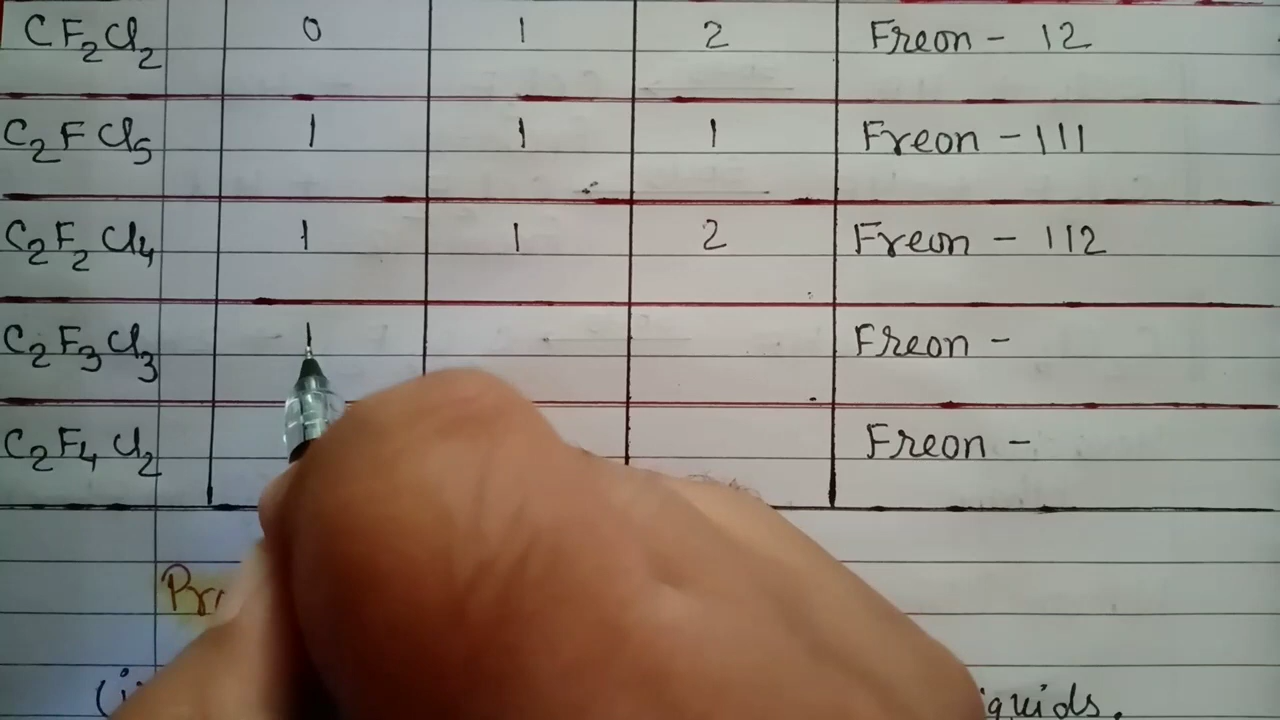 CF₂Cl₂ 0 1 2 Freon - 12
C₂FCl₅ 1 1 1 Freon - 111
C₂F₂Cl₄ 1 1 2 Freon - 112
C₂F₃Cl₃ 1 Freon -
C₂F₄Cl₂ Freon -